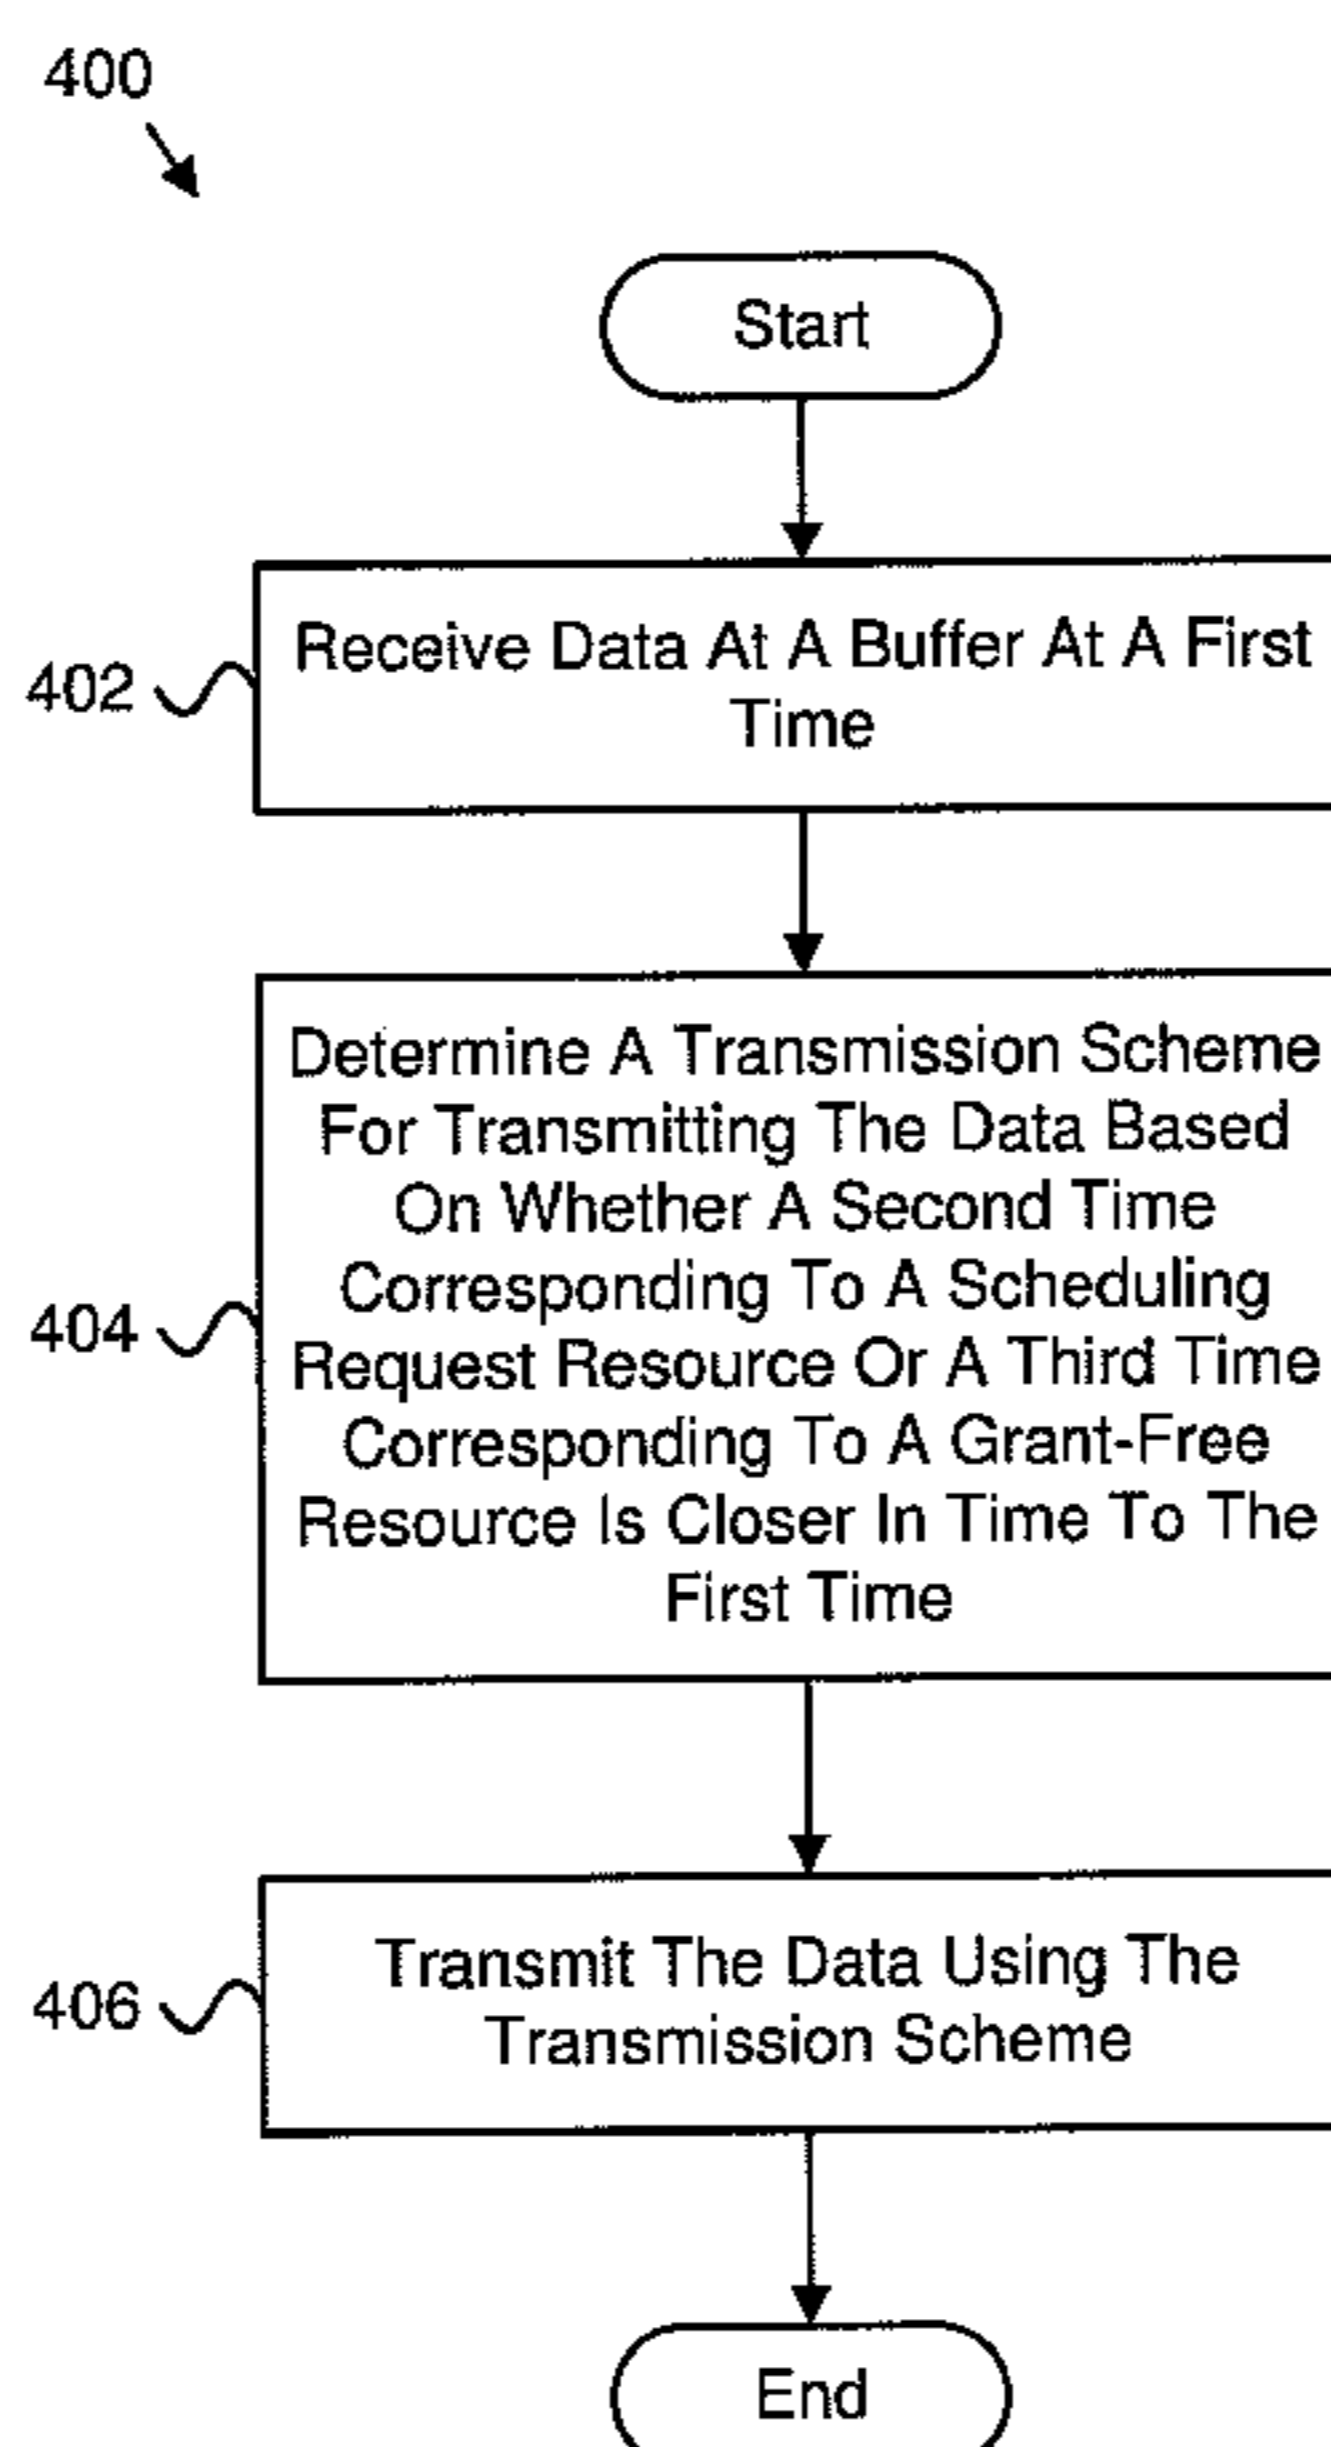 400
Start
402
Receive Data At A Buffer At A First
Time
404
Determine A Transmission Scheme
For Transmitting The Data Based
On Whether A Second Time
Corresponding To A Scheduling
Request Resource Or A Third Time
Corresponding To A Grant-Free
Resource Is Closer In Time To The
First Time
406
Transmit The Data Using The
Transmission Scheme
End